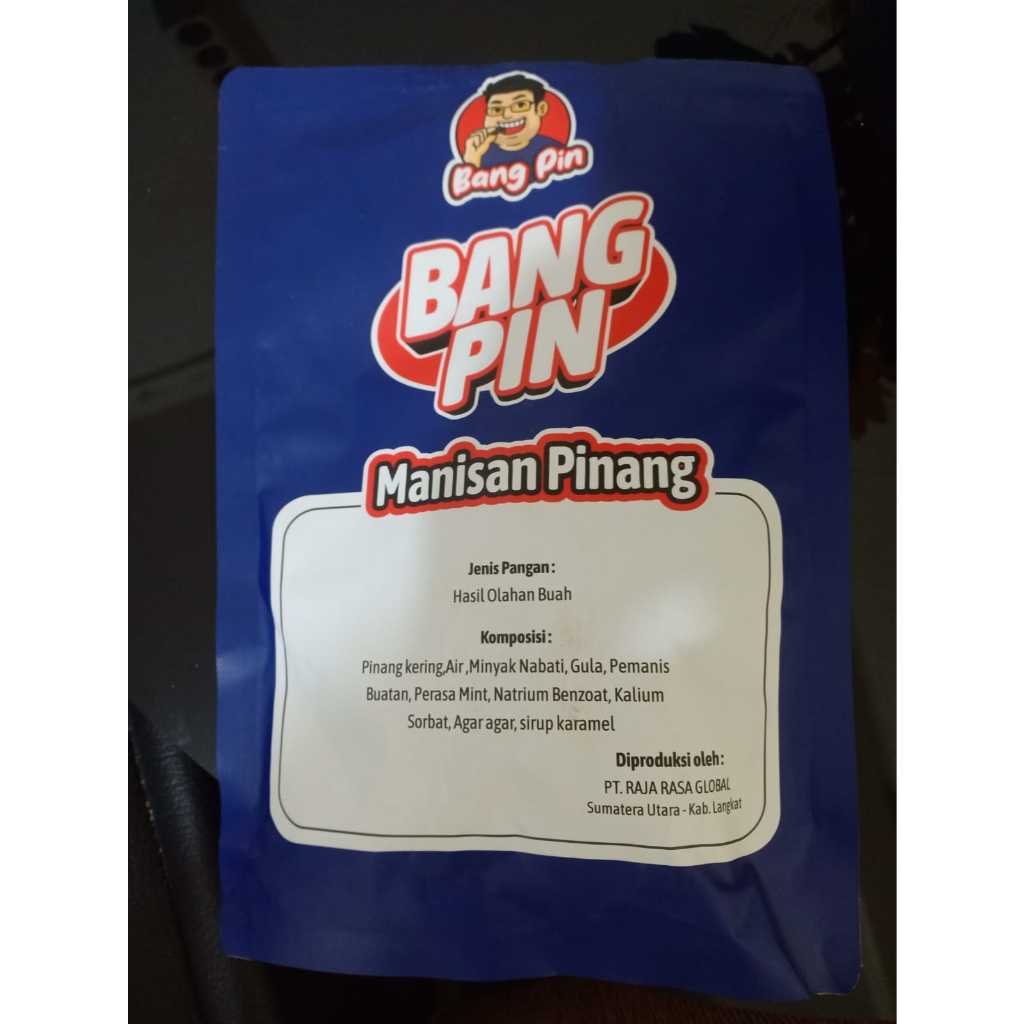 Bang Pin
BANG
PIN
Manisan Pinang
Jenis Pangan :
Hasil Olahan Buah
Komposisi :
Pinang kering,Air ,Minyak Nabati, Gula, Pemanis
Buatan, Perasa Mint, Natrium Benzoat, Kalium
Sorbat, Agar agar, sirup karamel
Diproduksi oleh :
PT. RAJA RASA GLOBAL
Sumatera Utara - Kab. Langkat